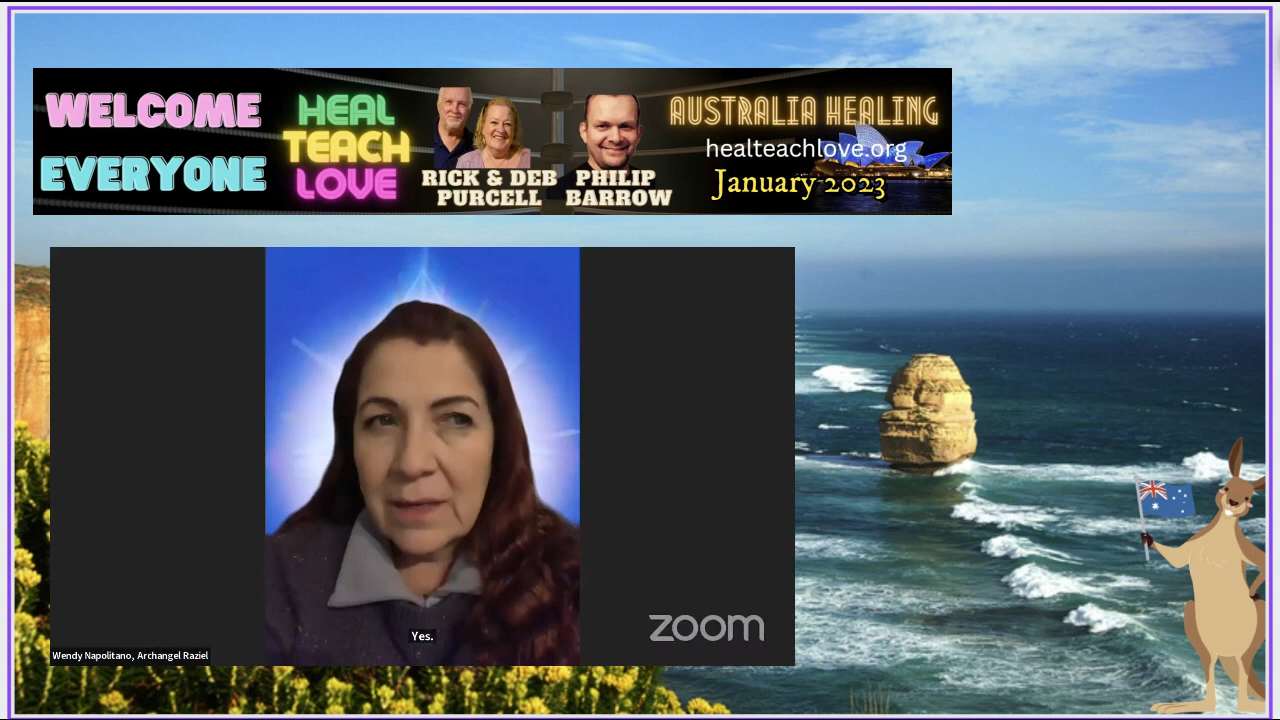 WELCOME
EVERYONE
HEAL
TEACH
LOVE
RICK & DEB
PURCELL
PHILIP
BARROW
AUSTRALIA HEALING
healteachlove.org
January 2023
Yes.
zoom
Wendy Napolitano, Archangel Raziel